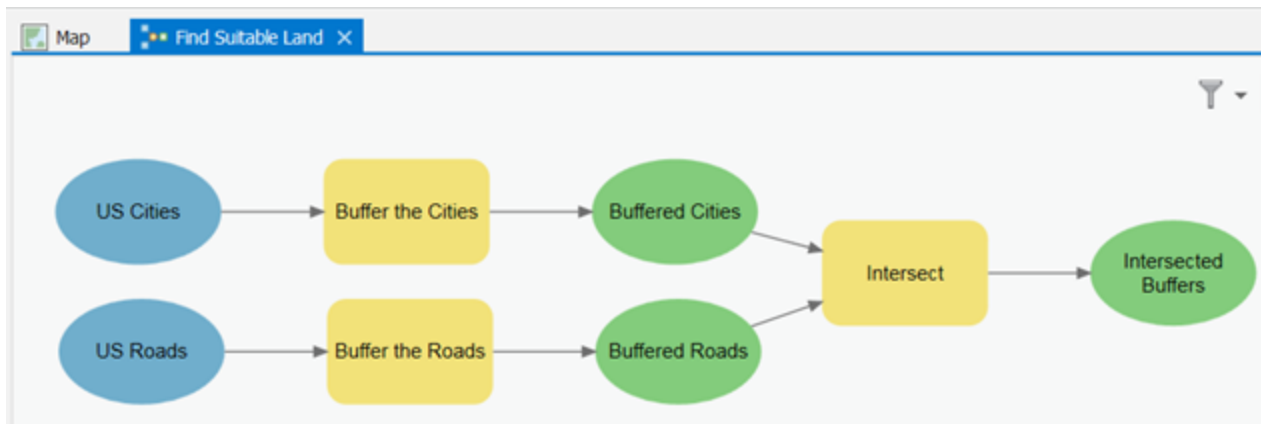 Map
Find Suitable Land
US Cities
Buffer the Cities
Buffered Cities
Intersect
Intersected
Buffers
US Roads
Buffer the Roads
Buffered Roads